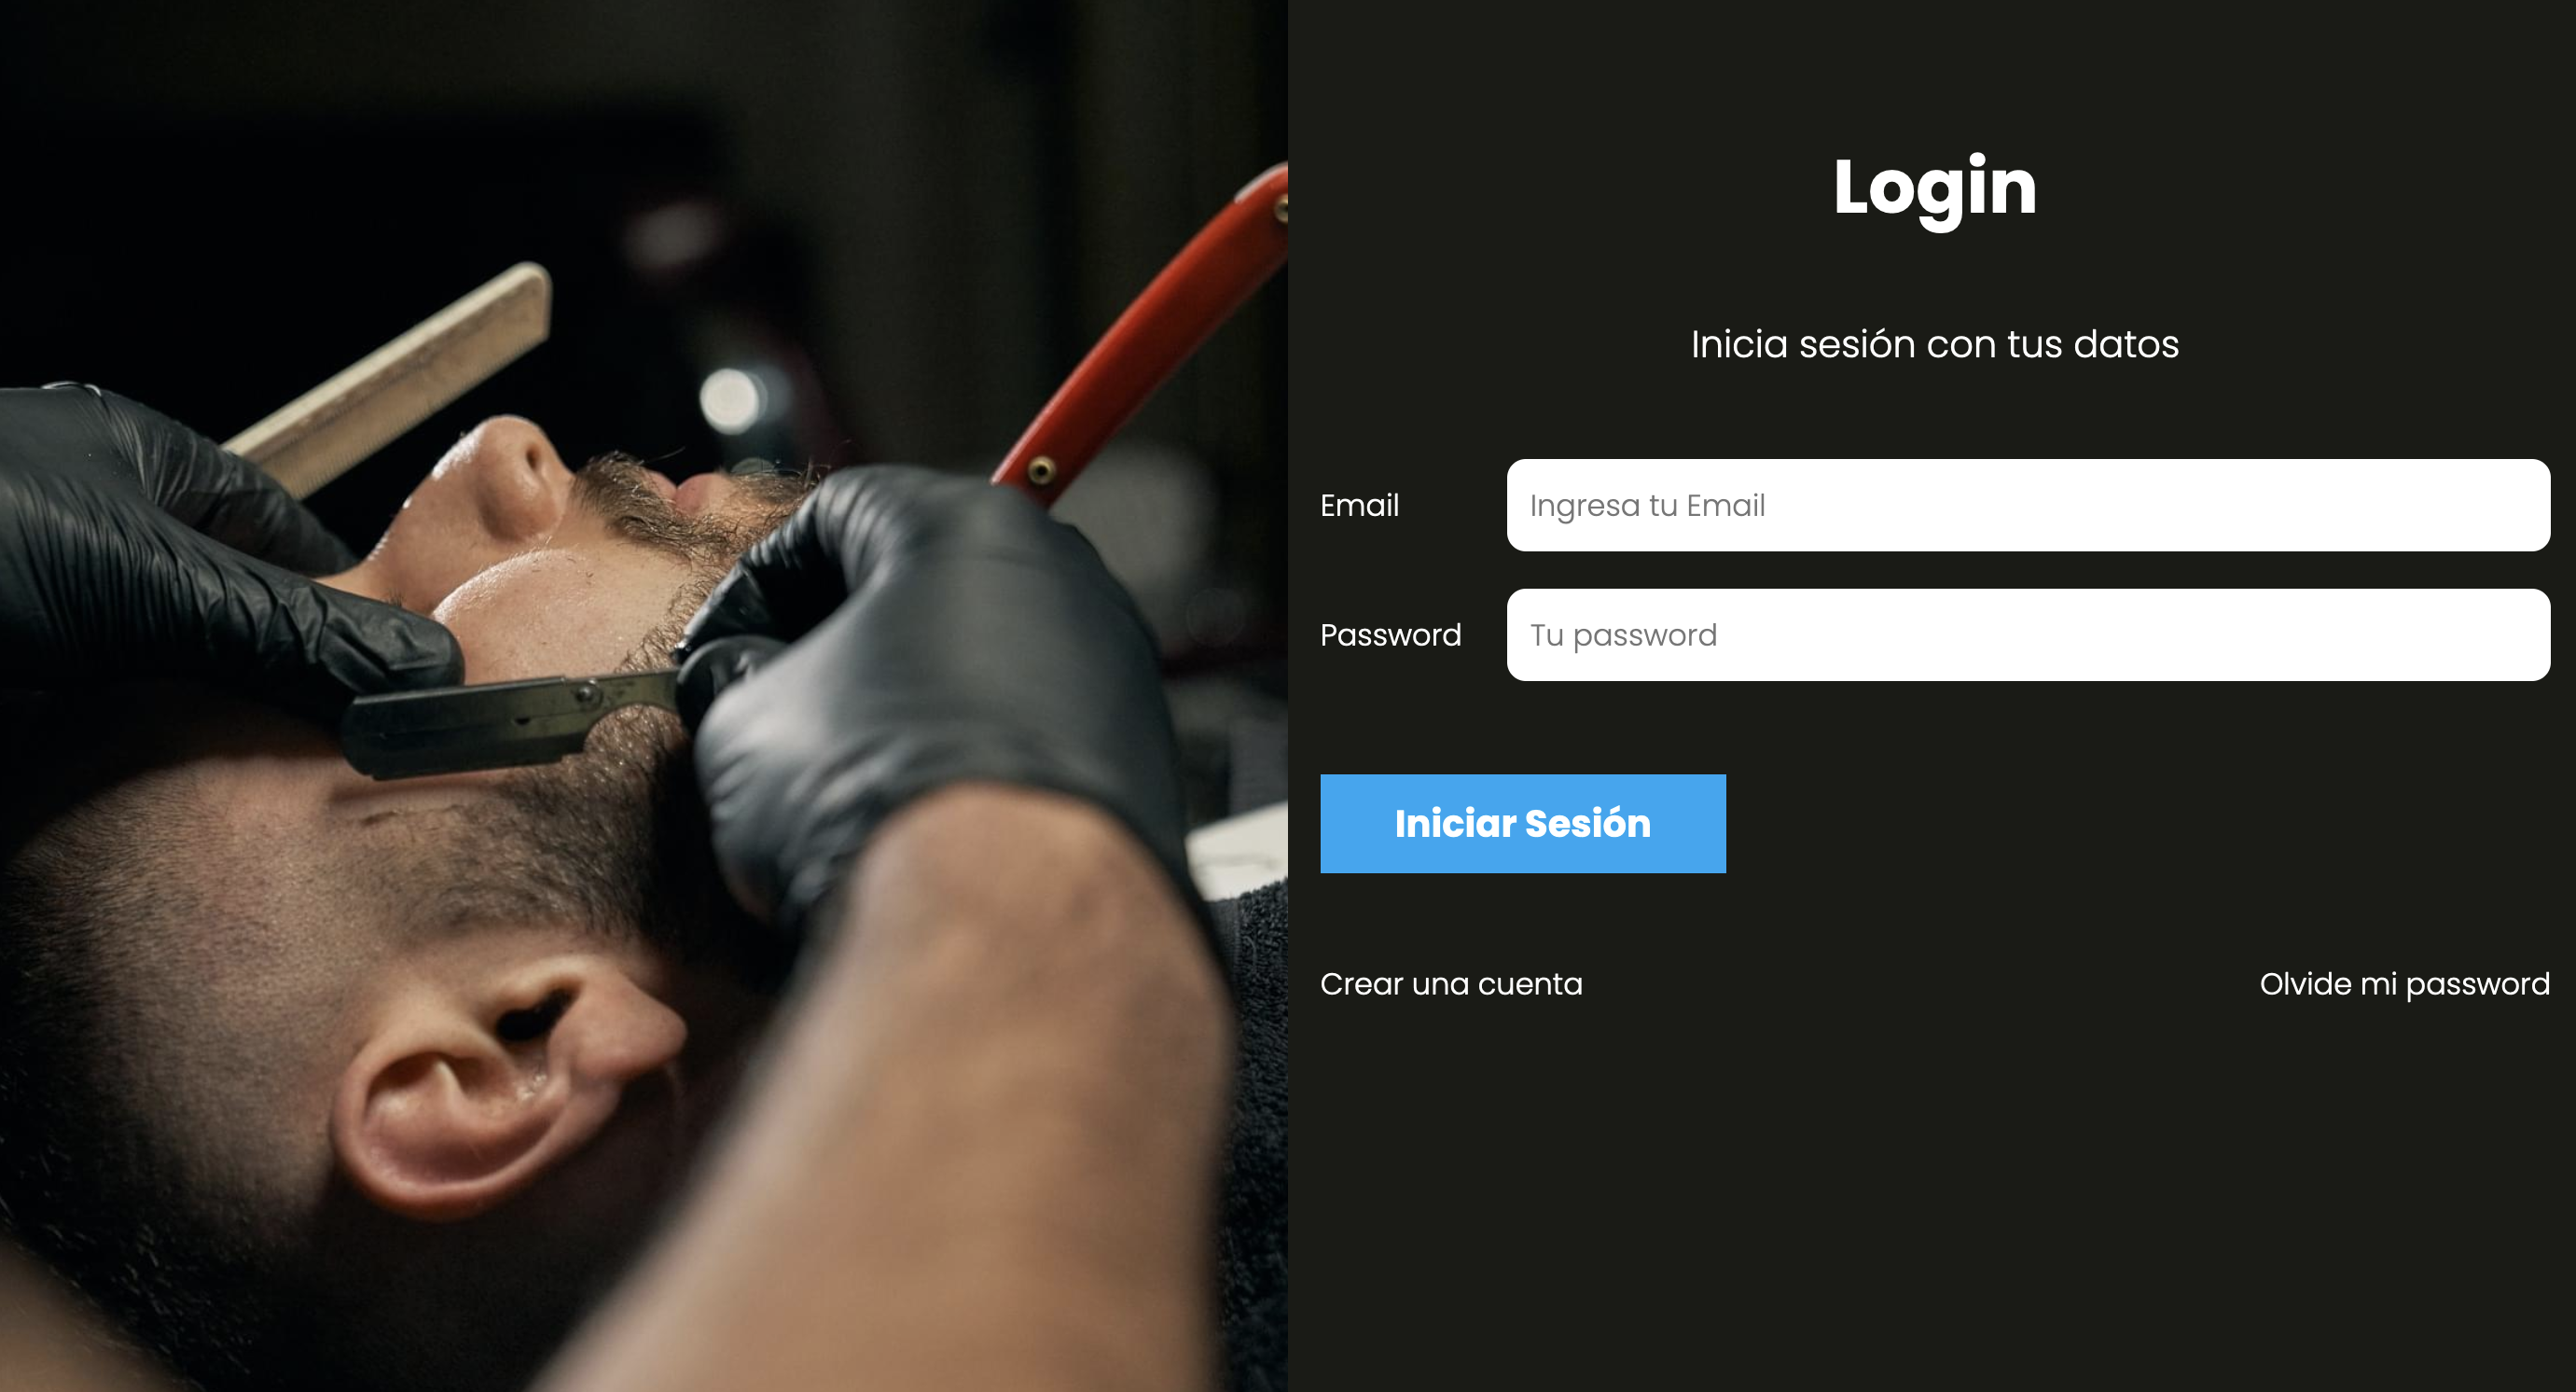 Login
Inicia sesión con tus datos
Email
Ingresa tu Email
Password
Tu password
Iniciar Sesión
Crear una cuenta
Olvide mi password